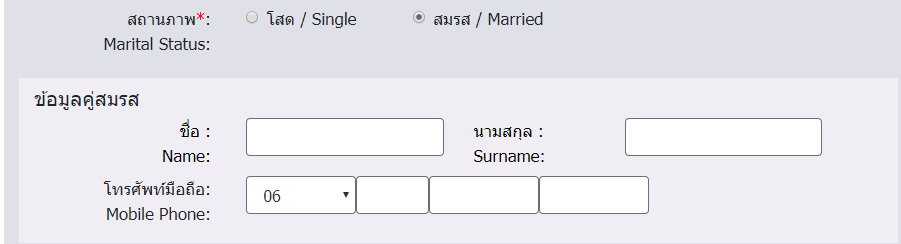 สถานภาพ*: โสด / Single สมรส / Married
Marital Status:
ข้อมูลคู่สมรส
ชื่อ : นามสกุล :
Name: Surname:
โทรศัพท์มือถือ: 06
Mobile Phone: